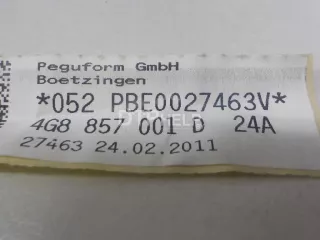 Peguform GmbH
Boetzingen
*052 PBE0027463V*
4G8 857 001 D 24A
27463 24.02.2011